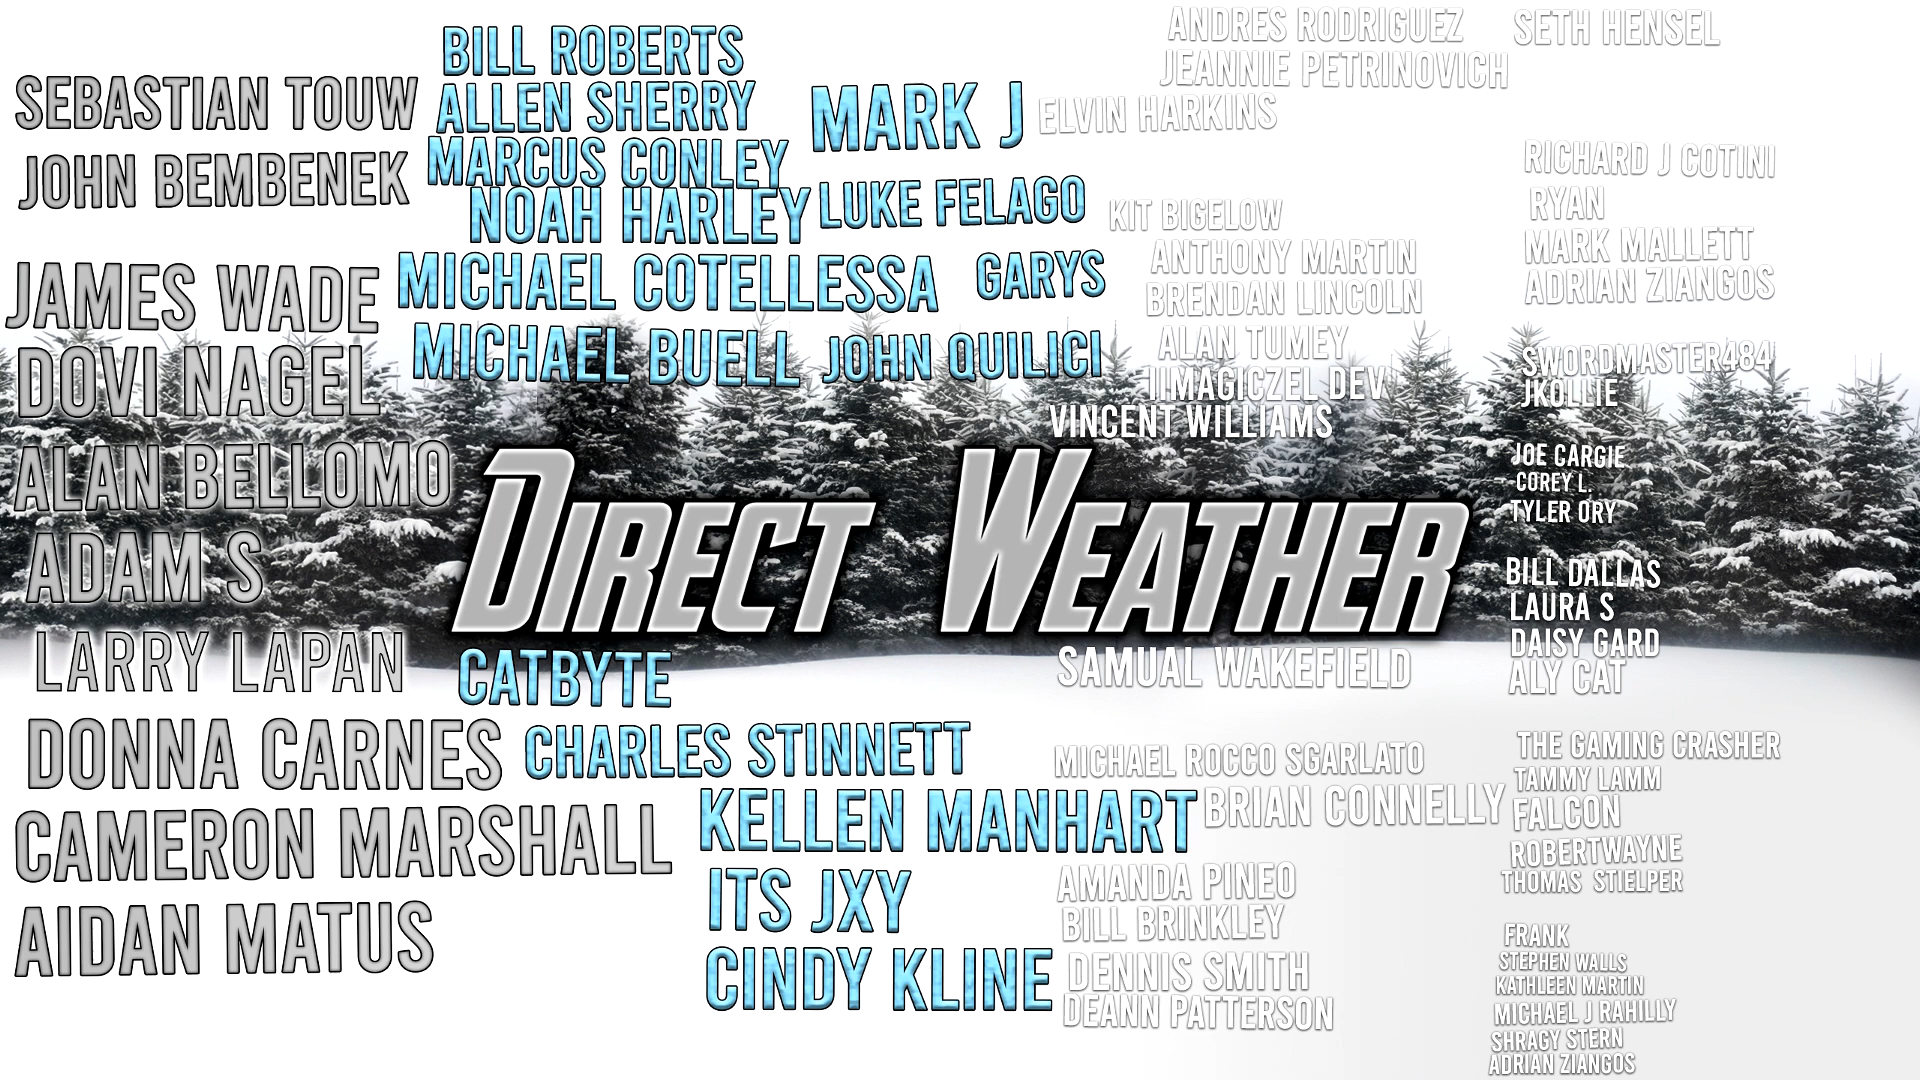 SEBASTIAN TOUW
JOHN BEMBENEK
JAMES WADE
DOVI NAGEL
ALAN BELLOMO
ADAM S
LARRY LAPAN
DONNA CARNES
CAMERON MARSHALL
AIDAN MATUS
BILL ROBERTS
ALLEN SHERRY
MARCUS CONLEY
NOAH HARLEY
MICHAEL COTELLESSA
MICHAEL BUELL
MARK J
LUKE FELAGO
GARYS
JOHN QUILICI
DIRECT WEATHER
CATBYTE
CHARLES STINNETT
KELLEN MANHART
ITS JXY
CINDY KLINE
ANDRES RODRIGUEZ
JEANNIE PETRINOVICH
ELVIN HARKINS
KIT BIGELOW
ANTHONY MARTIN
BRENDAN LINCOLN
ALAN TUMEY
IIMAGICZEL DEV
VINCENT WILLIAMS
SAMUAL WAKEFIELD
MICHAEL ROCCO SGARLATO
BRIAN CONNELLY
AMANDA PINEO
BILL BRINKLEY
DENNIS SMITH
DEANN PATTERSON
SETH HENSEL
RICHARD J COTINI
RYAN
MARK MALLETT
ADRIAN ZIANGOS
SWORDMASTER484
JKOLLIE
JOE CARGIE
COREY L.
TYLER ORY
BILL DALLAS
LAURA S
DAISY GARD
ALY CAT
THE GAMING CRASHER
TAMMY LAMM
FALCON
ROBERTWAYNE
THOMAS STIELPER
FRANK
STEPHEN WALLS
KATHLEEN MARTIN
MICHAEL J RAHILLY
SHRAGY STERN
ADRIAN ZIANGOS